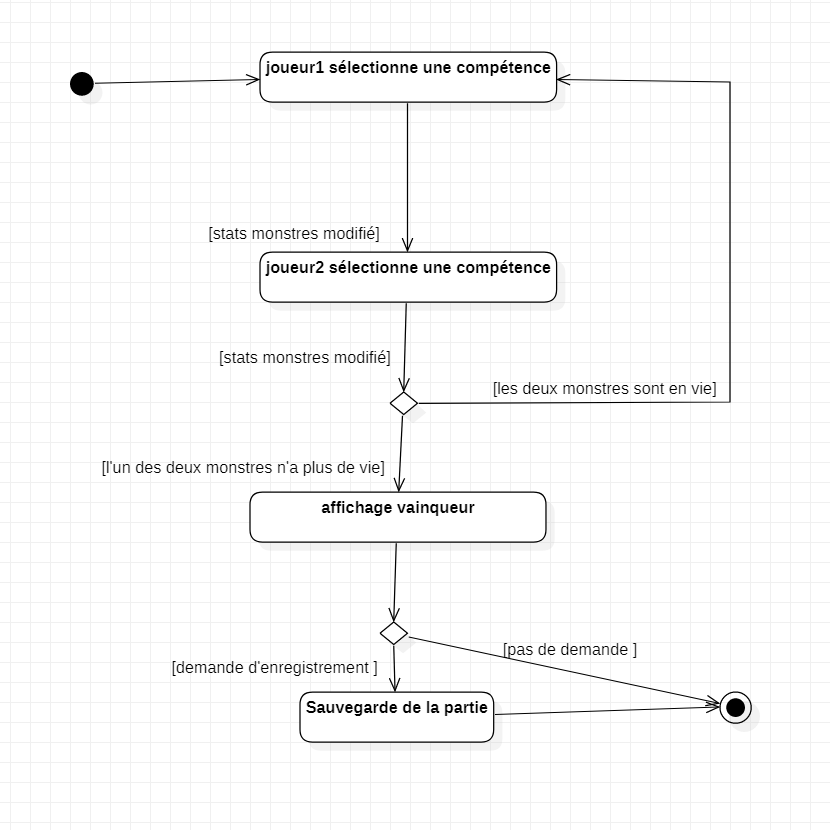 joueur1 sélectionne une compétence
[stats monstres modifié]
joueur2 sélectionne une compétence
[stats monstres modifié]
[les deux monstres sont en vie]
[l'un des deux monstres n'a plus de vie]
affichage vainqueur
[pas de demande ]
[demande d'enregistrement ]
Sauvegarde de la partie